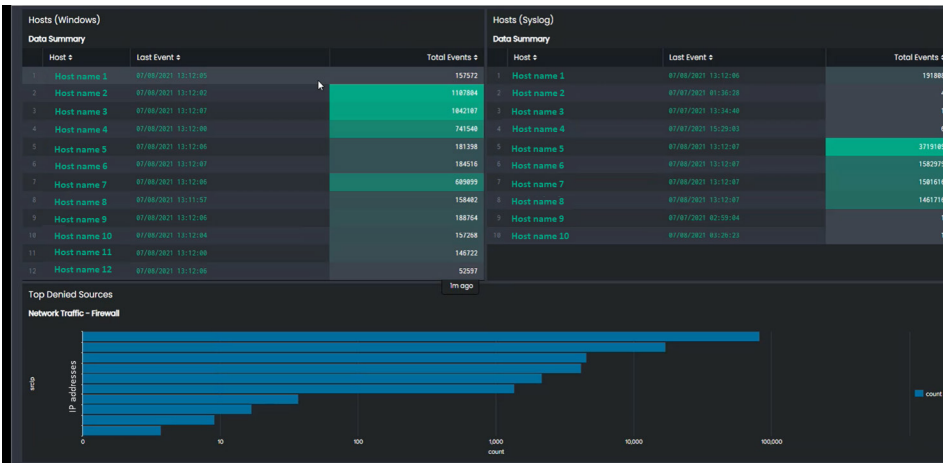 Hosts (Windows)
Data Summary
Host Last Event Total Events
1 Host name 1 07/08/2021 13:12:05 157572
2 Host name 2 07/08/2021 13:12:02 1107804
3 Host name 3 07/08/2021 13:12:07 1042107
4 Host name 4 07/08/2021 13:12:00 741540
5 Host name 5 07/08/2021 13:12:06 181398
6 Host name 6 07/08/2021 13:12:07 184516
7 Host name 7 07/08/2021 13:12:06 609099
8 Host name 8 07/08/2021 13:11:57 158402
9 Host name 9 07/08/2021 13:12:06 188764
10 Host name 10 07/08/2021 13:12:04 157268
11 Host name 11 07/08/2021 13:12:00 146722
12 Host name 12 07/08/2021 13:12:06 52597
1m ago
Hosts (Syslog)
Data Summary
Host Last Event Total Events
1 Host name 1 07/08/2021 13:12:06
2 Host name 2 07/08/2021 01:36:28
3 Host name 3 07/07/2021 13:34:40
4 Host name 4 07/07/2021 15:29:03
5 Host name 5 07/08/2021 13:12:07
6 Host name 6 07/08/2021 13:12:07
7 Host name 7 07/08/2021 13:12:07
8 Host name 8 07/08/2021 13:12:07
9 Host name 9 07/07/2021 02:59:04
10 Host name 10 07/08/2021 03:26:23
Top Denied Sources
Network Traffic - Firewall
srcip
IP addresses
0 10 100 1,000 10,000 100,000
count
count